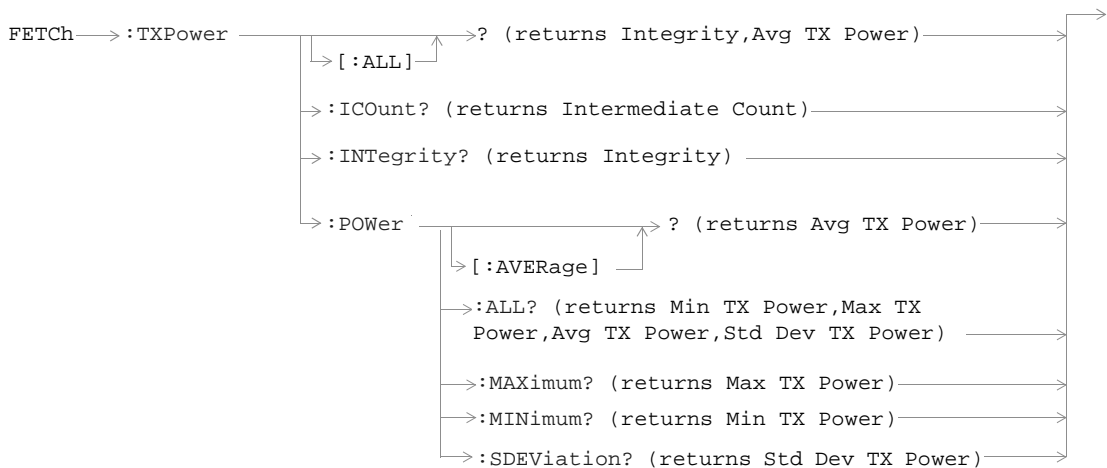 FETCh :TXPower ? (returns Integrity,Avg TX Power)
[:ALL]
:ICOunt? (returns Intermediate Count)
:INTegrity? (returns Integrity)
:POWer ? (returns Avg TX Power)
[:AVERage]
:ALL? (returns Min TX Power,Max TX
Power,Avg TX Power,Std Dev TX Power)
:MAXimum? (returns Max TX Power)
:MINimum? (returns Min TX Power)
:SDEViation? (returns Std Dev TX Power)